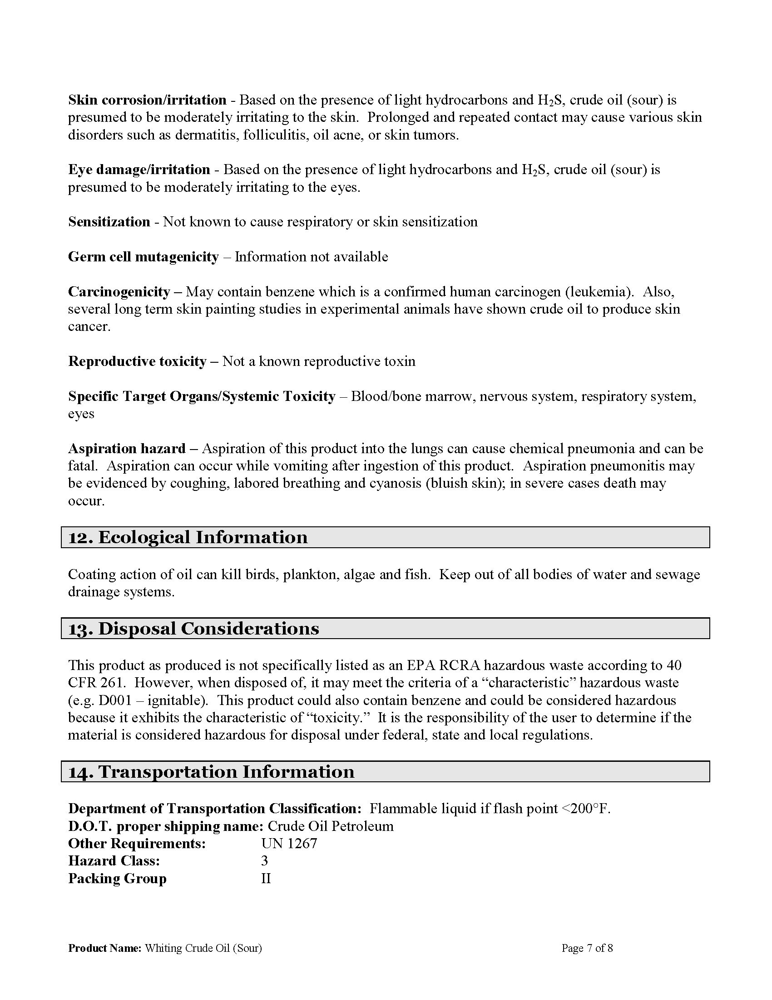 Skin corrosion/irritation - Based on the presence of light hydrocarbons and H₂S, crude oil (sour) is
presumed to be moderately irritating to the skin.  Prolonged and repeated contact may cause various skin
disorders such as dermatitis, folliculitis, oil acne, or skin tumors.
Eye damage/irritation - Based on the presence of light hydrocarbons and H₂S, crude oil (sour) is
presumed to be moderately irritating to the eyes.
Sensitization - Not known to cause respiratory or skin sensitization
Germ cell mutagenicity – Information not available
Carcinogenicity – May contain benzene which is a confirmed human carcinogen (leukemia).  Also,
several long term skin painting studies in experimental animals have shown crude oil to produce skin
cancer.
Reproductive toxicity – Not a known reproductive toxin
Specific Target Organs/Systemic Toxicity – Blood/bone marrow, nervous system, respiratory system,
eyes
Aspiration hazard – Aspiration of this product into the lungs can cause chemical pneumonia and can be
fatal.  Aspiration can occur while vomiting after ingestion of this product.  Aspiration pneumonitis may
be evidenced by coughing, labored breathing and cyanosis (bluish skin); in severe cases death may
occur.
12. Ecological Information
Coating action of oil can kill birds, plankton, algae and fish.  Keep out of all bodies of water and sewage
drainage systems.
13. Disposal Considerations
This product as produced is not specifically listed as an EPA RCRA hazardous waste according to 40
CFR 261.  However, when disposed of, it may meet the criteria of a “characteristic” hazardous waste
(e.g. D001 – ignitable).  This product could also contain benzene and could be considered hazardous
because it exhibits the characteristic of “toxicity.”  It is the responsibility of the user to determine if the
material is considered hazardous for disposal under federal, state and local regulations.
14. Transportation Information
Department of Transportation Classification:  Flammable liquid if flash point <200°F.
D.O.T. proper shipping name: Crude Oil Petroleum
Other Requirements: UN 1267
Hazard Class: 3
Packing Group II
Product Name: Whiting Crude Oil (Sour) Page 7 of 8